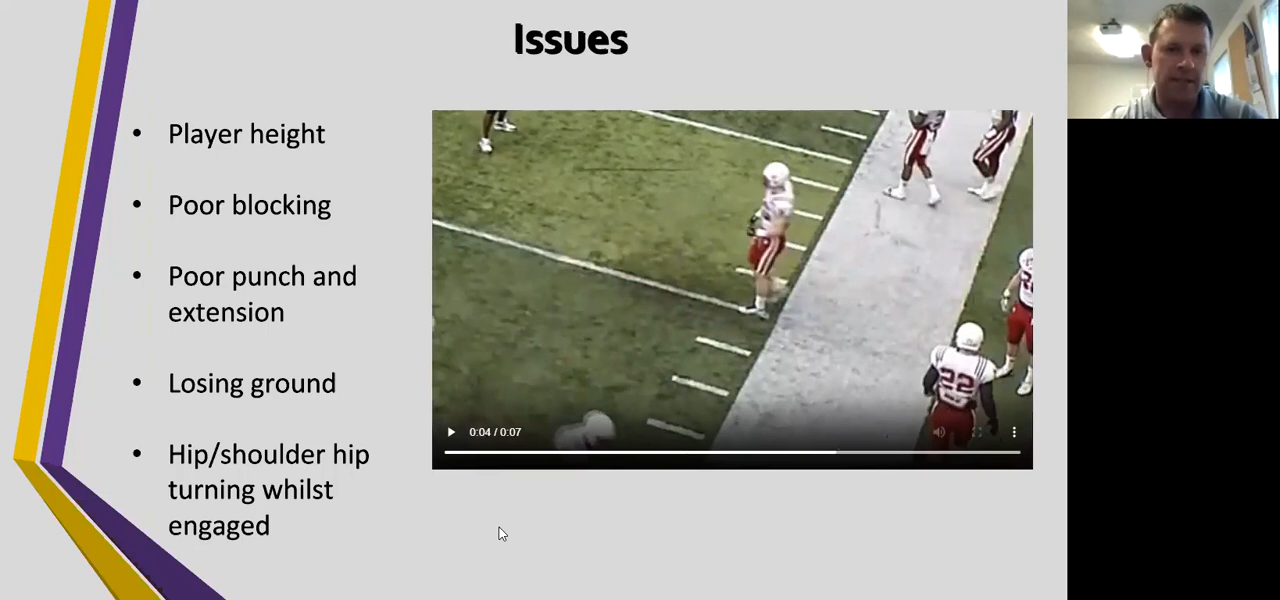 Issues
• Player height
• Poor blocking
• Poor punch and
extension
• Losing ground
• Hip/shoulder hip
turning whilst
engaged
22
0:04 / 0:07